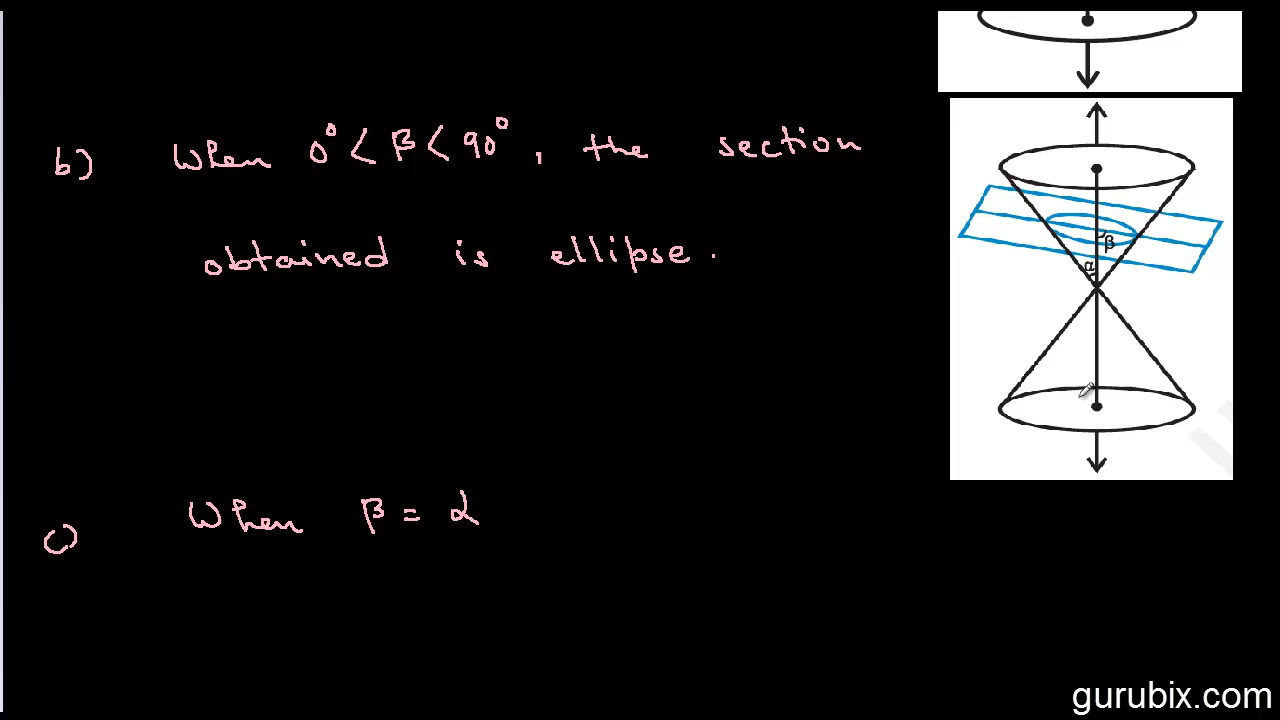 b) When 0° < β < 90°, the section
obtained is ellipse.
β
α
c) When β = α
gurubix.com